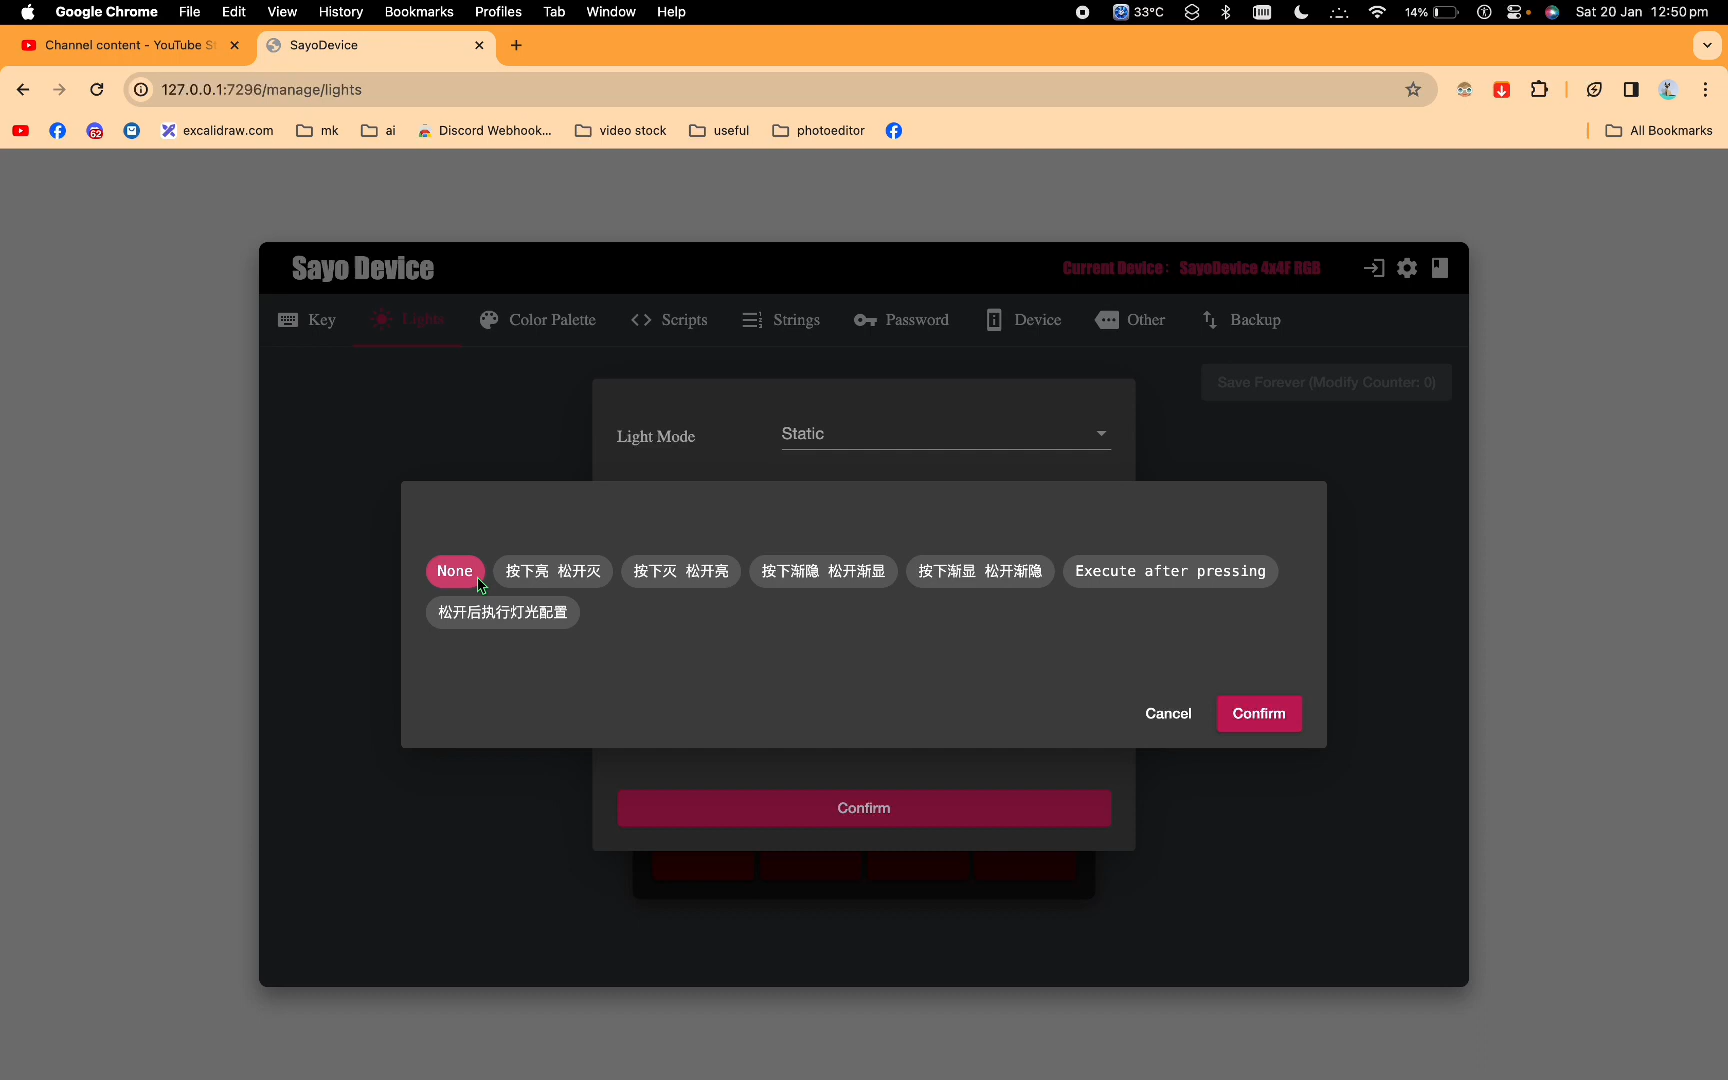 Google Chrome File Edit View History Bookmarks Profiles Tab Window Help 33°C 14% Sat 20 Jan 12:50 pm
Channel content - YouTube St SayoDevice
127.0.0.1:7296/manage/lights
62 excalidraw.com mk ai Discord Webhook... video stock useful photoeditor All Bookmarks
Sayo Device Current Device: SayoDevice 4x4F RGB
Key Lights Color Palette Scripts Strings Password Device Other Backup
Save Forever (Modify Counter: 0)
Light Mode Static
None 按下亮 松开灭 按下灭 松开亮 按下渐隐 松开渐显 按下渐显 松开渐隐 Execute after pressing
松开后执行灯光配置
Cancel Confirm
Confirm